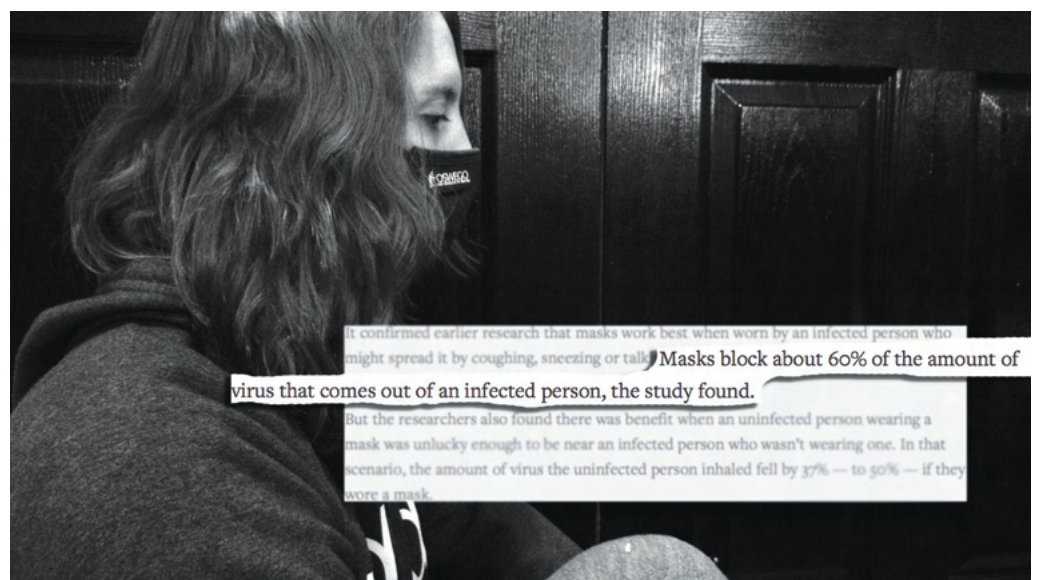 OSWEGO
It confirmed earlier research that masks work best when worn by an infected person who
might spread it by coughing, sneezing or talk
Masks block about 60% of the amount of
virus that comes out of an infected person, the study found.
But the researchers also found there was benefit when an uninfected person wearing a
mask was unlucky enough to be near an infected person who wasn't wearing one. In that
scenario, the amount of virus the uninfected person inhaled fell by 37% — to 50% — if they
wore a mask.